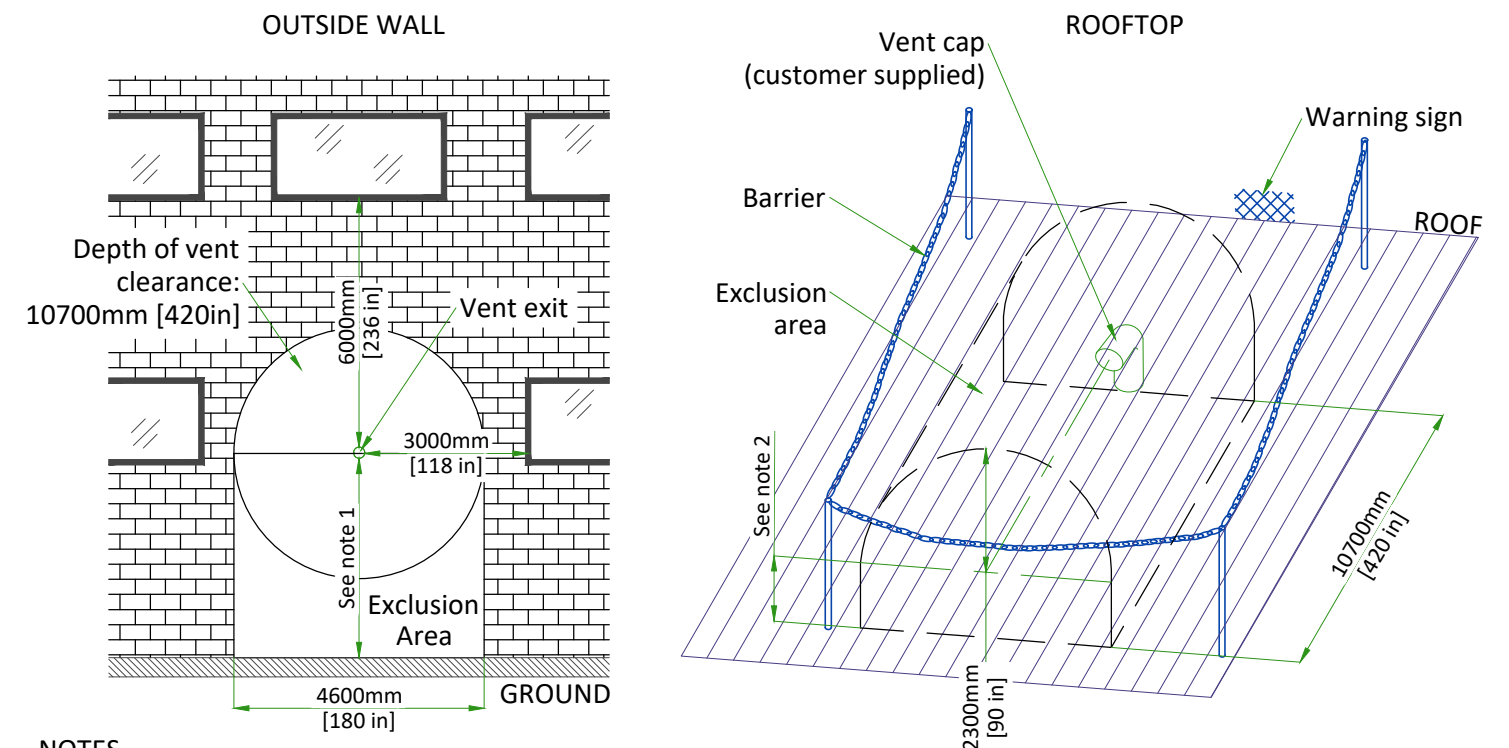 OUTSIDE WALL
Depth of vent
clearance:
10700mm [420in]
6000mm
[236 in]
Vent exit
3000mm
[118 in]
See note 1
Exclusion
Area
GROUND
4600mm
[180 in]
NOTES
ROOFTOP
Vent cap
(customer supplied)
Warning sign
Barrier
ROOF
Exclusion
area
See note 2
10700mm
[420 in]
2300mm
[90 in]